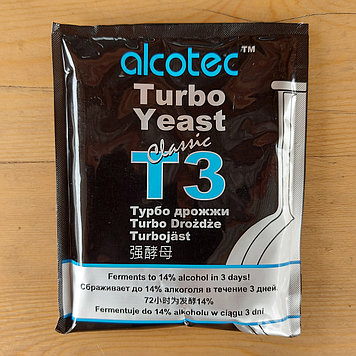 alcotec™
Turbo
Yeast
Classic
T3
Турбо дрожжи
Turbo Drożdże
Turbojäst
强酵母
Ferments to 14% alcohol in 3 days!
Сбраживает до 14% алкоголя в течение 3 дней.
72小时为发酵14%
Fermentuje do 14% alkoholu w ciągu 3 dni